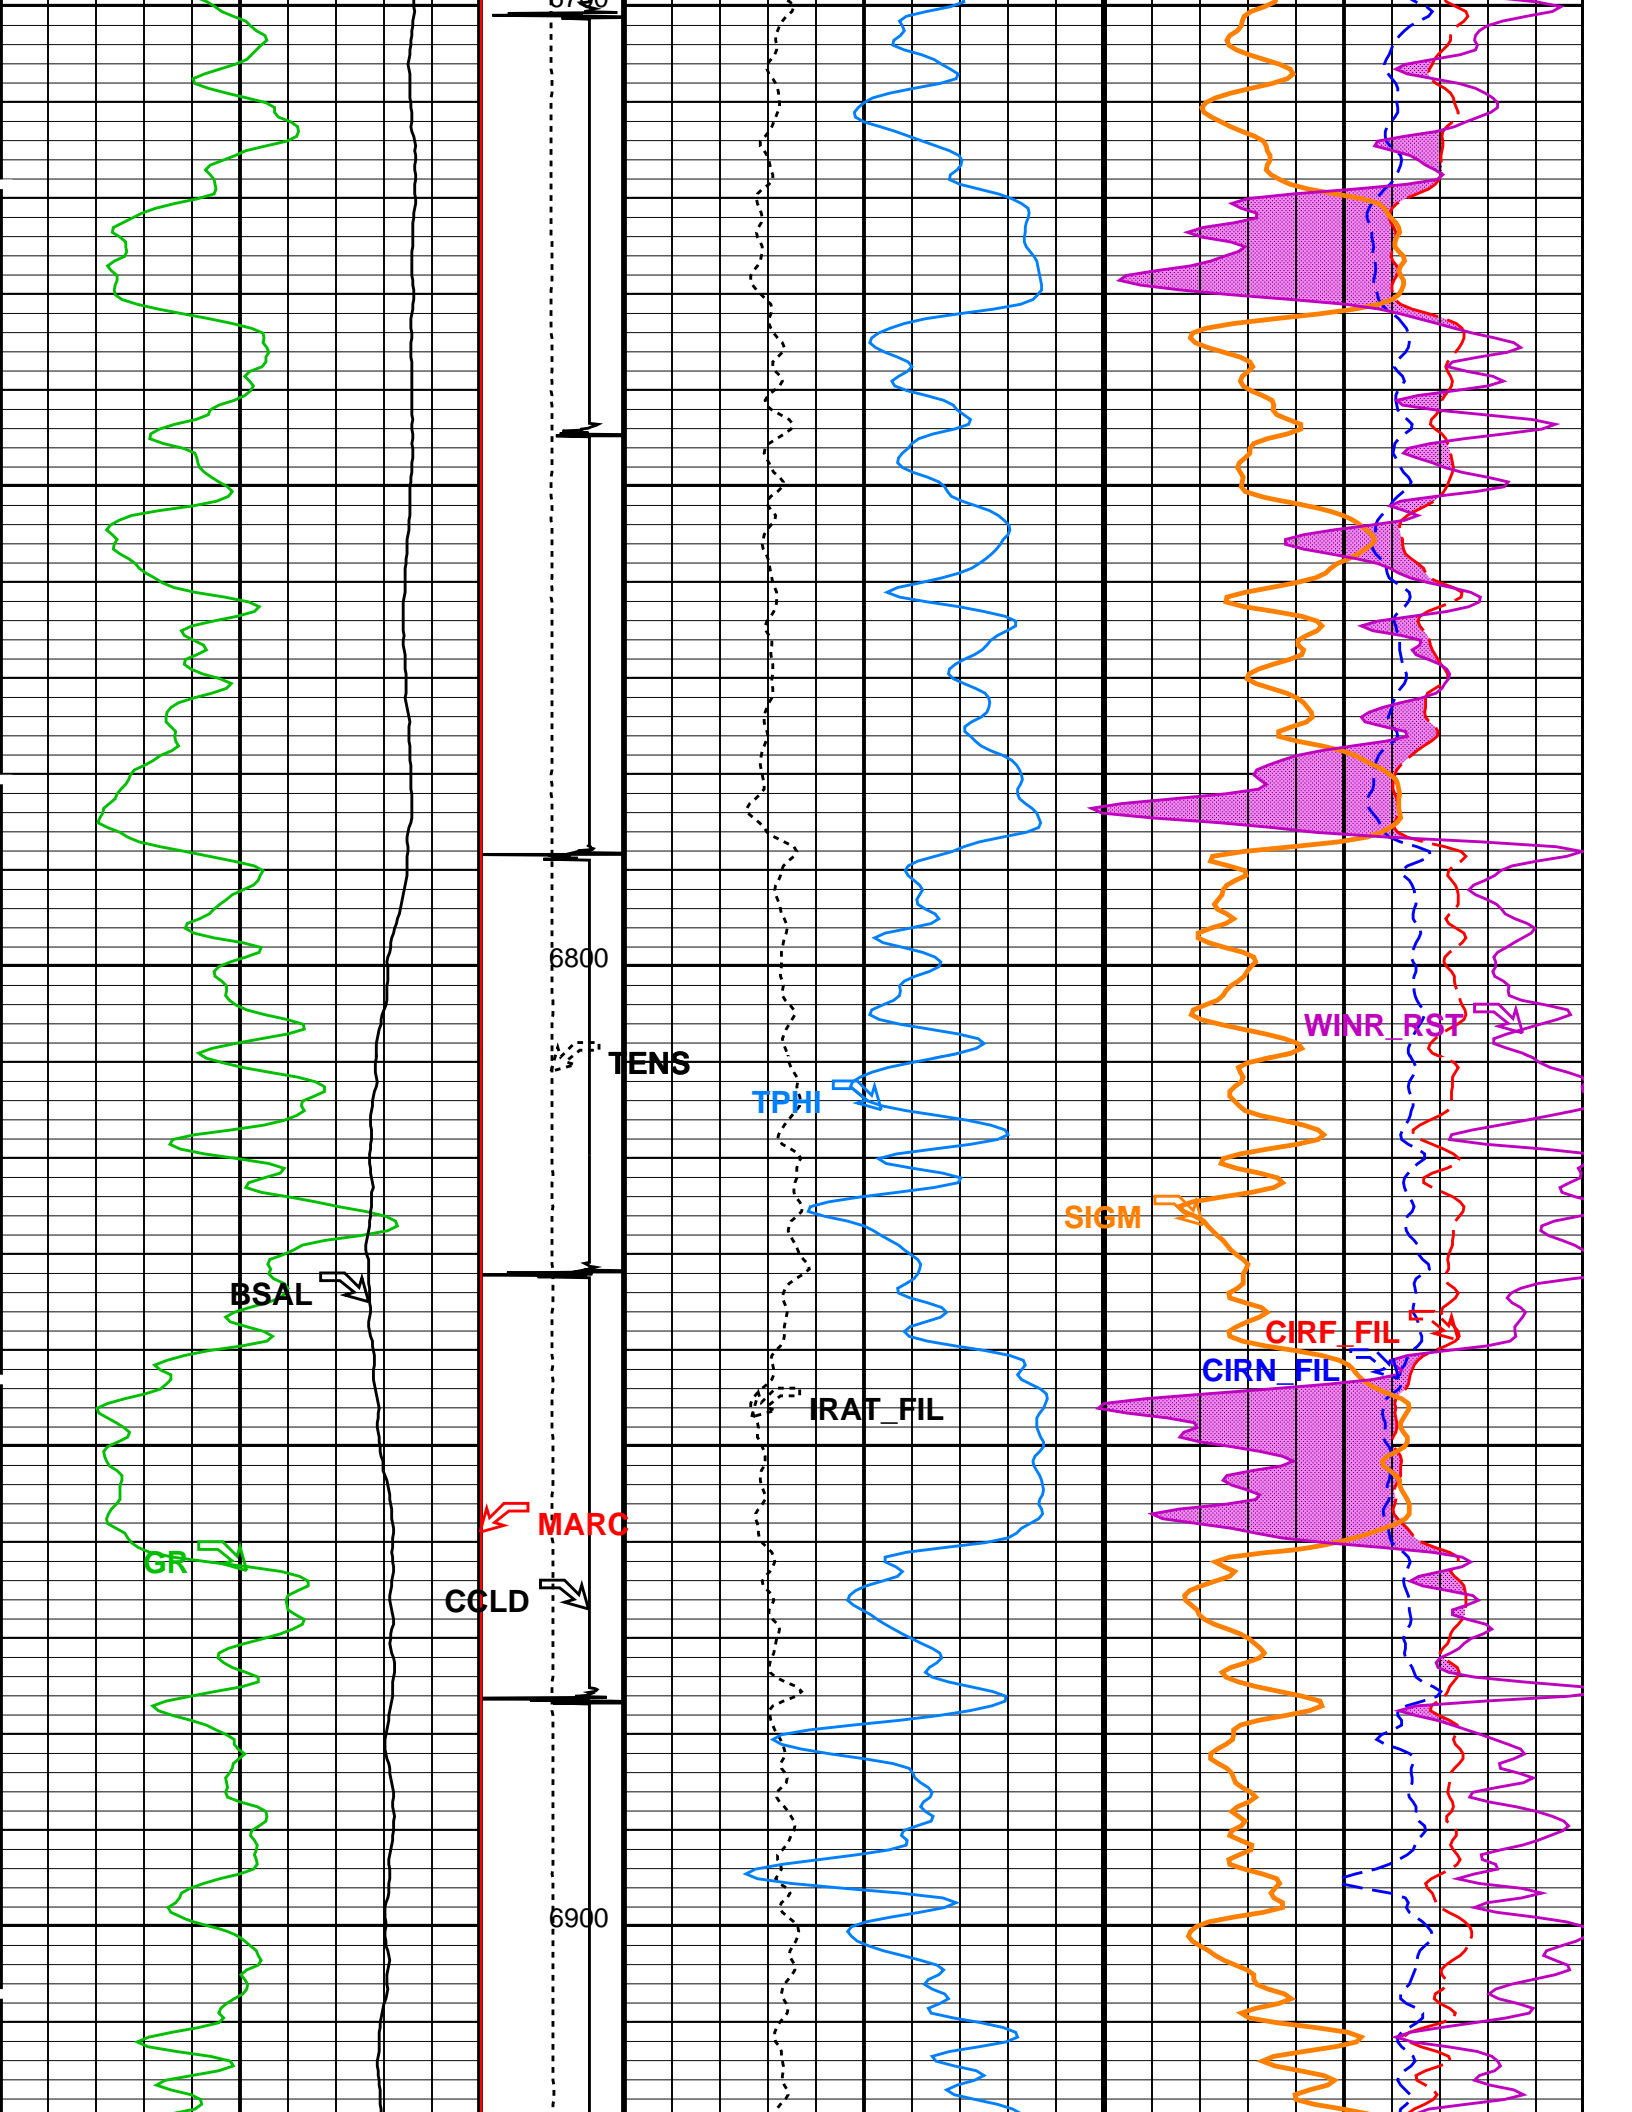 6800
WINR_RST
TENS
TPHI
SIGM
BSAL
CIRF_FIL
CIRN_FIL
IRAT_FIL
MARC
GR
CCLD
6900